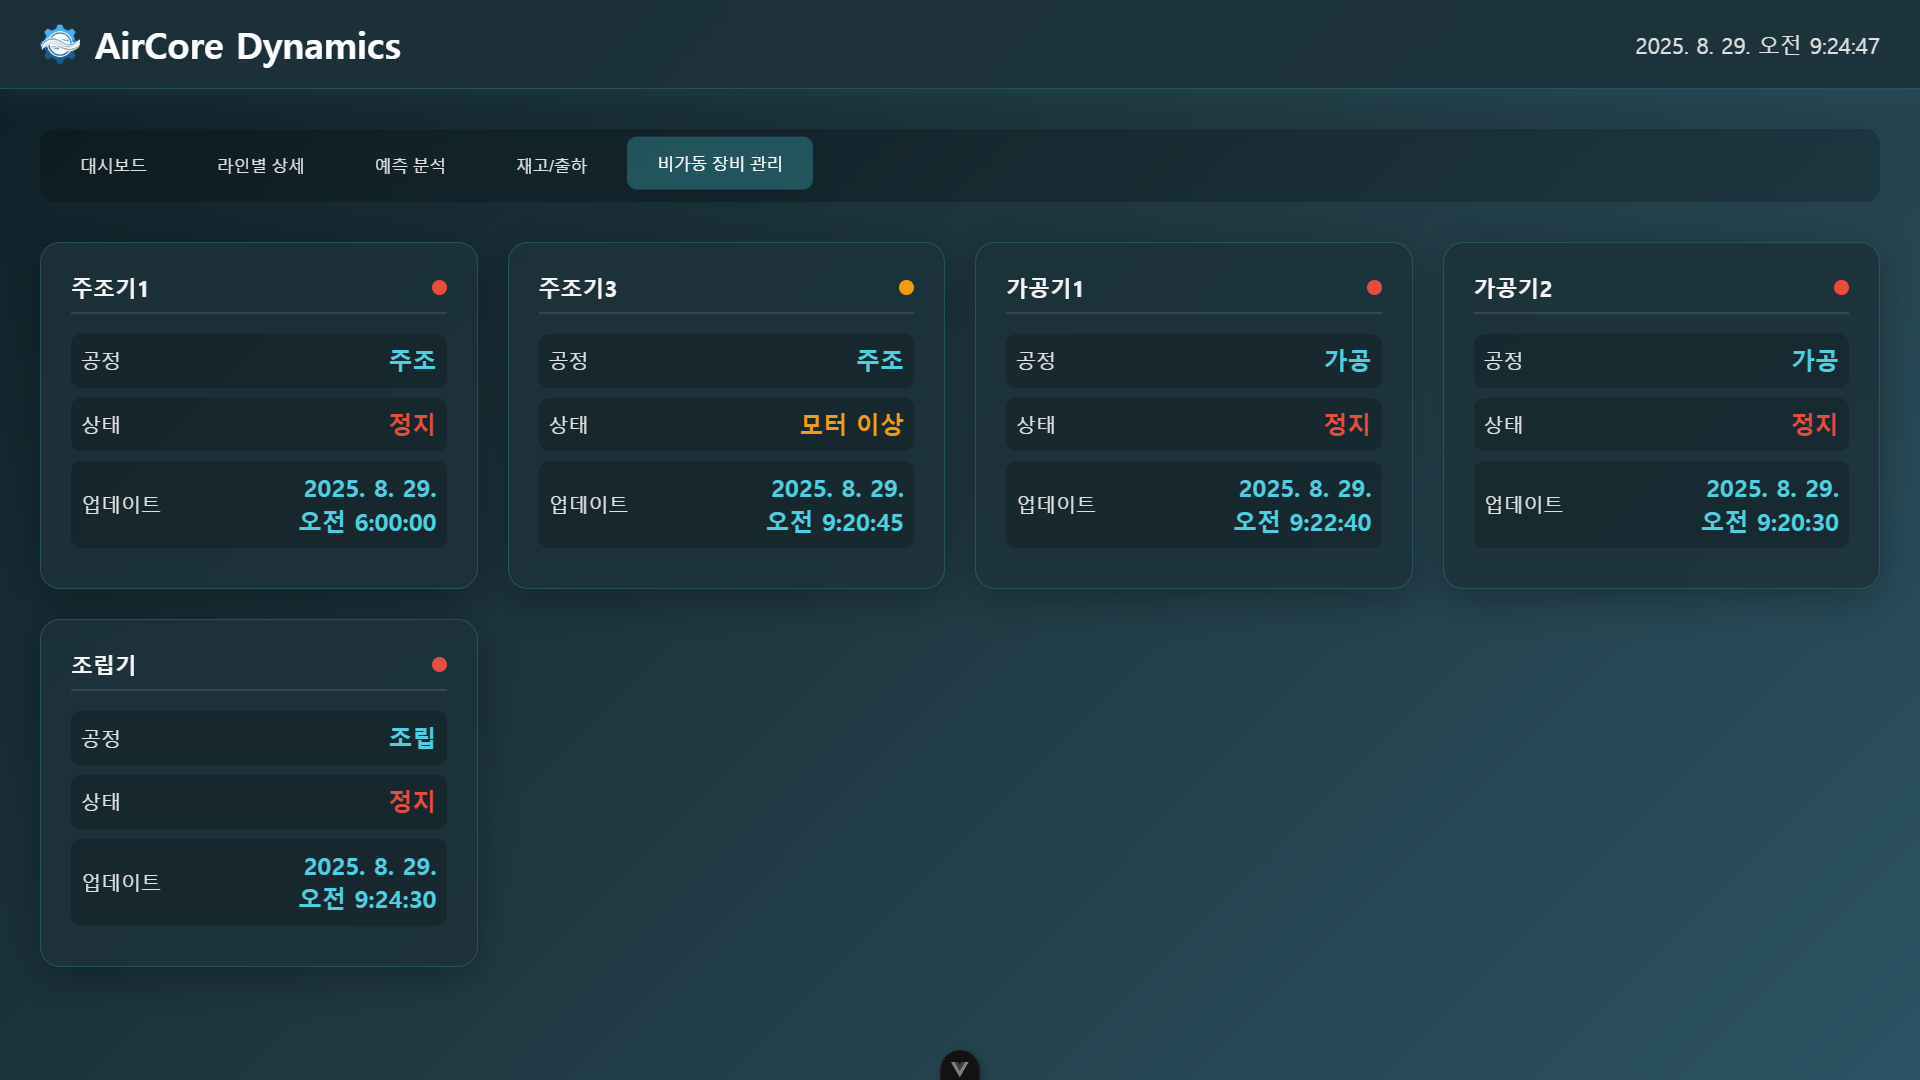 AirCore Dynamics
2025. 8. 29. 오전 9:24:47
대시보드
라인별 상세
예측 분석
재고/출하
비가동 장비 관리
주조기1
공정
주조
상태
정지
업데이트
2025. 8. 29.
오전 6:00:00
주조기3
공정
주조
상태
모터 이상
업데이트
2025. 8. 29.
오전 9:20:45
가공기1
공정
가공
상태
정지
업데이트
2025. 8. 29.
오전 9:22:40
가공기2
공정
가공
상태
정지
업데이트
2025. 8. 29.
오전 9:20:30
조립기
공정
조립
상태
정지
업데이트
2025. 8. 29.
오전 9:24:30